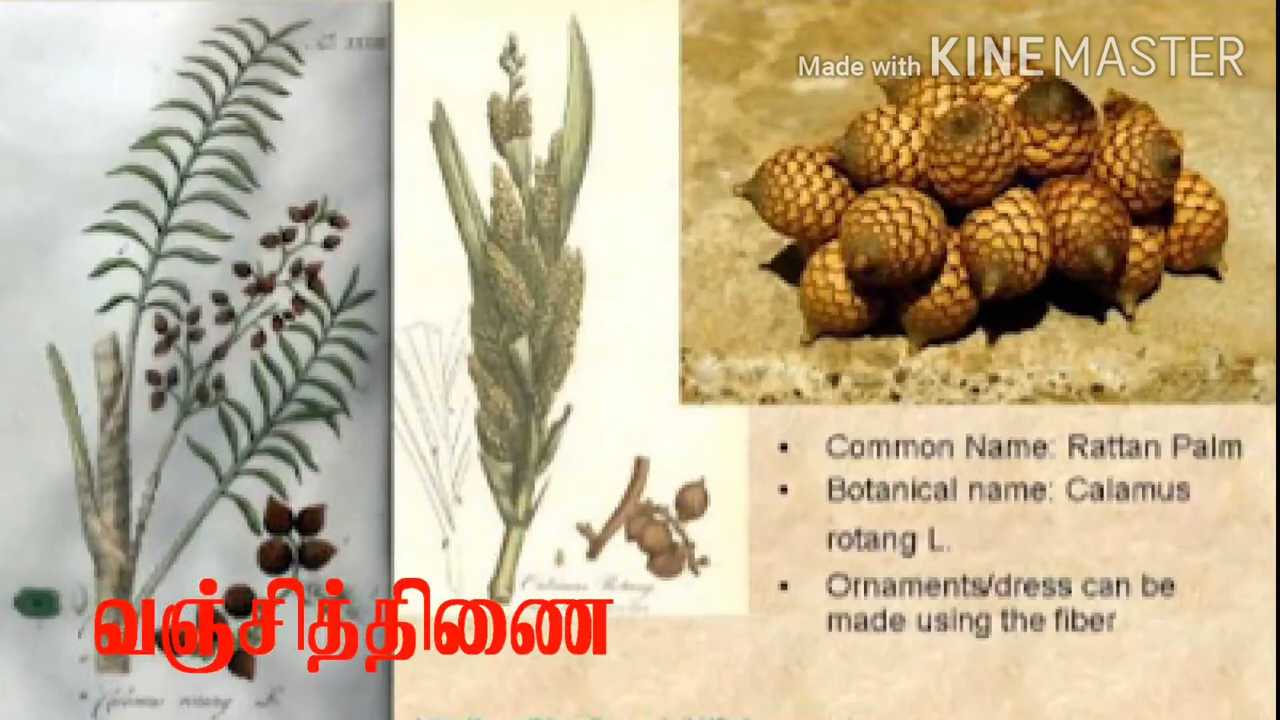 Made with KINEMASTER
• Common Name: Rattan Palm
• Botanical name: Calamus
rotang L.
• Ornaments/dress can be
made using the fiber
வஞ்சித்திணை